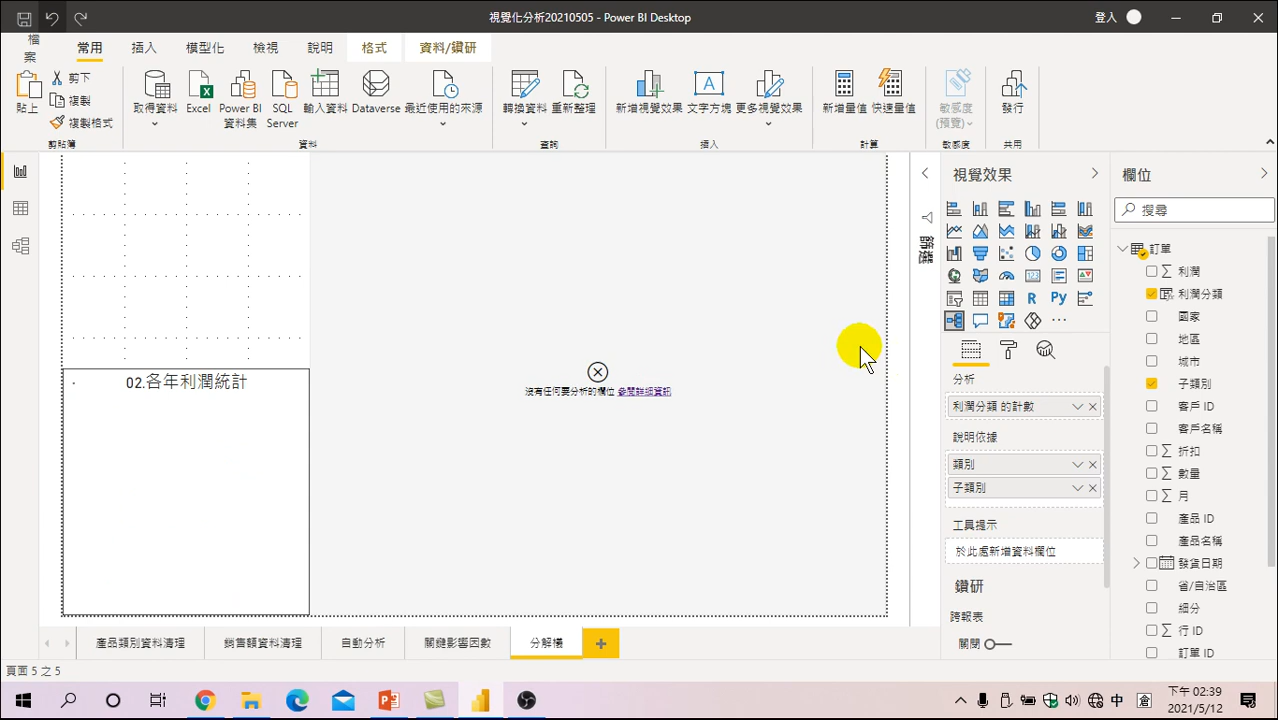 視覺化分析20210505 - Power BI Desktop
登入
檔案 常用 插入 模型化 檢視 說明 格式 資料/鑽研
貼上
剪下
複製
複製格式
取得資料 Excel Power BI 資料集 SQL Server 輸入資料 Dataverse 最近使用的來源
轉換資料 重新整理
新增視覺效果 文字方塊 更多視覺效果
新增量值 快速量值
敏感度 (預覽)
發行
剪貼簿 資料 查詢 插入 計算 敏感度 共用
02.各年利潤統計
沒有任何要分析的欄位 參閱詳細資訊
篩選
視覺效果
R
Py
分析
利潤分類 的計數
說明依據
類別
子類別
工具提示
於此處新增資料欄位
鑽研
跨報表
關閉
欄位
搜尋
訂單
利潤
利潤分類
國家
地區
城市
子類別
客戶 ID
客戶名稱
折扣
數量
月
產品 ID
產品名稱
發貨日期
省/自治區
細分
行 ID
訂單 ID
產品類別資料清理 銷售額資料清理 自動分析 關鍵影響因數 分解樹
頁面 5 之 5
中
倉
下午 02:39
2021/5/12